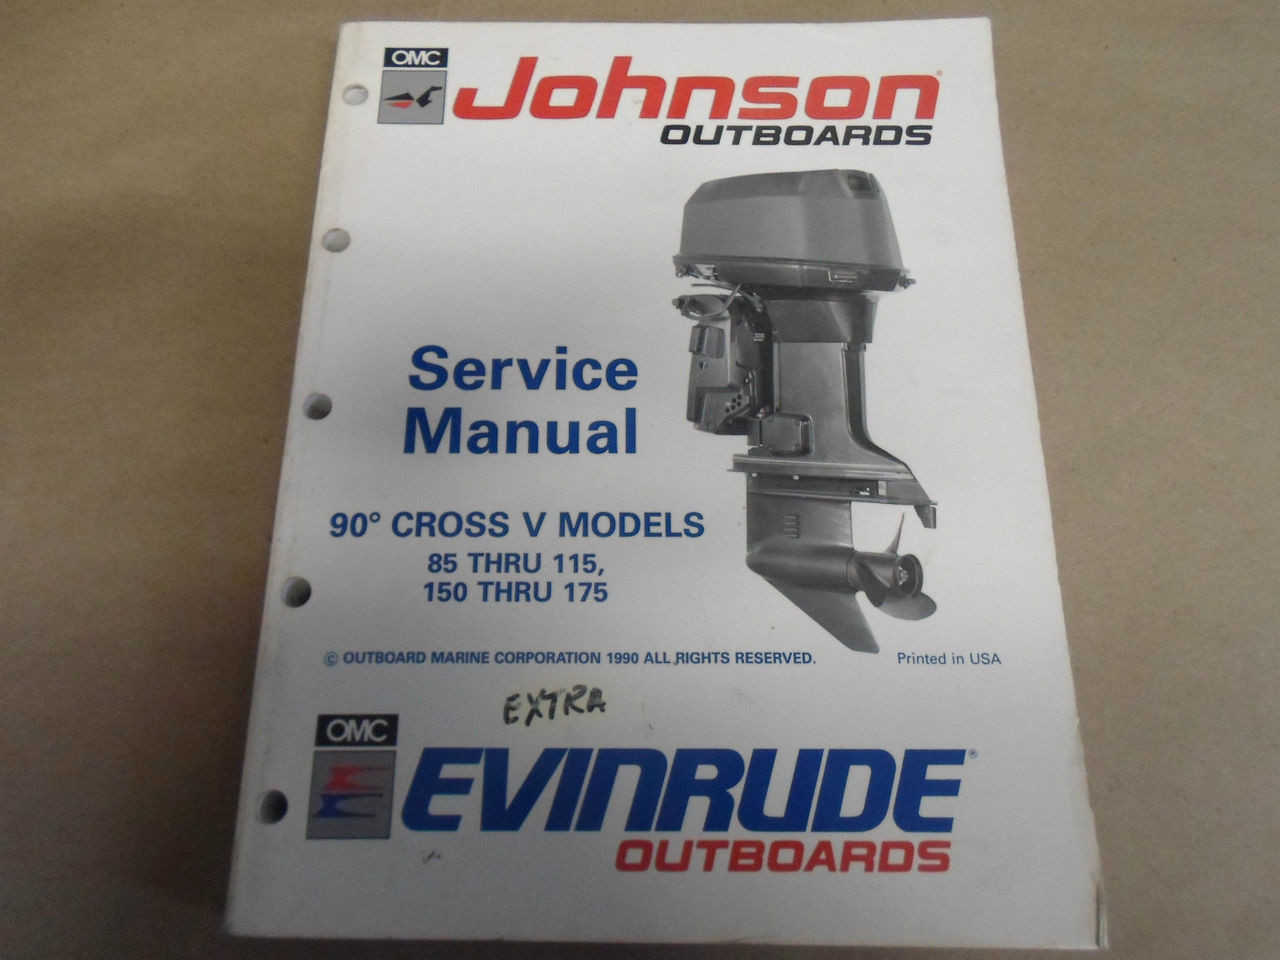 OMC
Johnson®
OUTBOARDS
Service
Manual
90° CROSS V MODELS
85 THRU 115,
150 THRU 175
© OUTBOARD MARINE CORPORATION 1990 ALL RIGHTS RESERVED.
Printed in USA
EXTRA
OMC
EVINRUDE®
OUTBOARDS